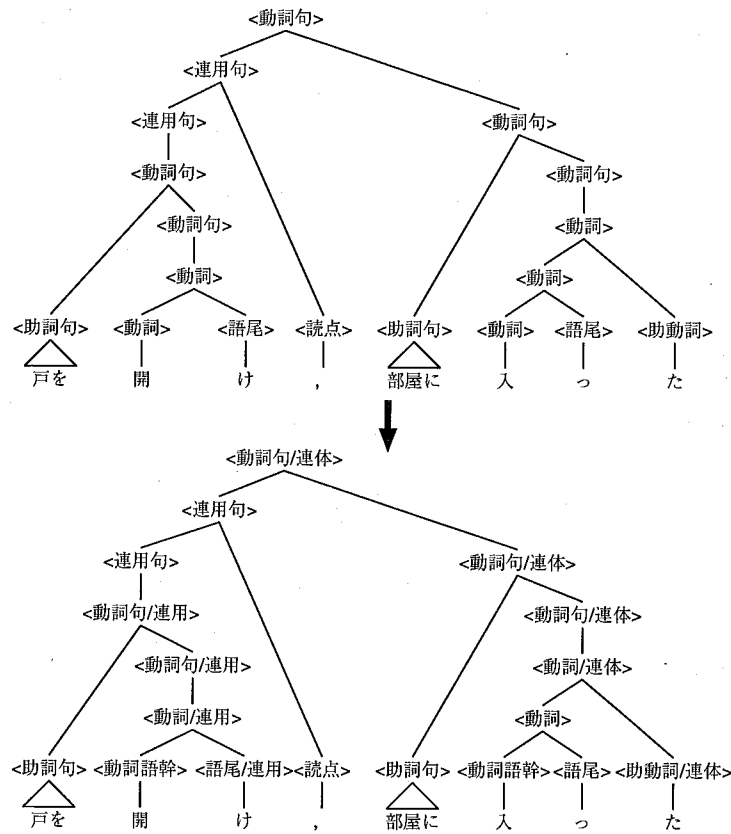 <動詞句>
<連用句>
<連用句> <動詞句>
<動詞句> <動詞句>
<動詞句> <動詞>
<動詞> <動詞>
<助詞句> <動詞> <語尾> <読点> <助詞句> <動詞> <語尾> <助動詞>
戸を 開 け , 部屋に 入 っ た
<動詞句/連体>
<連用句>
<連用句> <動詞句/連体>
<動詞句/連用> <動詞句/連体>
<動詞句/連用> <動詞/連体>
<動詞/連用> <動詞>
<助詞句> <動詞語幹> <語尾/連用> <読点> <助詞句> <動詞語幹> <語尾> <助動詞/連体>
戸を 開 け , 部屋に 入 っ た